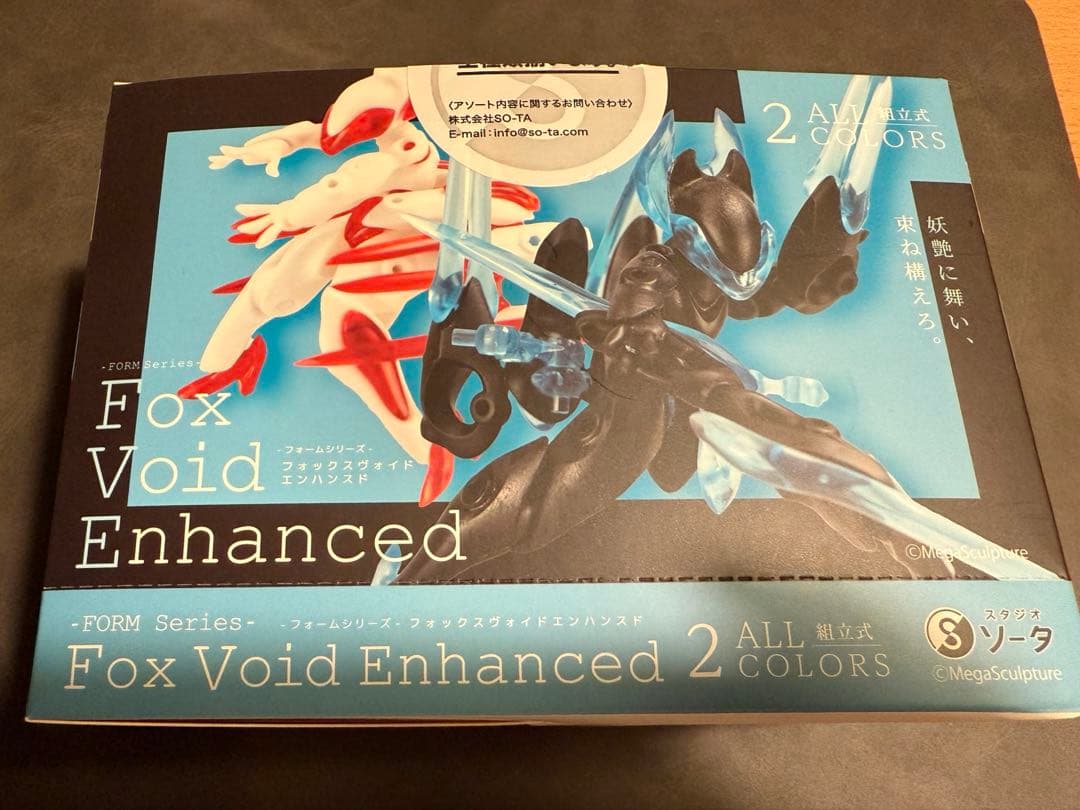 〈アソート内容に関するお問い合わせ〉
株式会社SO-TA
E-mail：info@so-ta.com
2 ALL 組立式
COLORS
妖艶に舞い、
束ね構えろ。
-FORM Series-
Fox
Void
Enhanced
-フォームシリーズ-
フォックスヴォイド
エンハンスド
©MegaSculpture
-FORM Series-
-フォームシリーズ- フォックスヴォイドエンハンスド
Fox Void Enhanced
2 ALL 組立式
COLORS
スタジオ
ソータ
©MegaSculpture